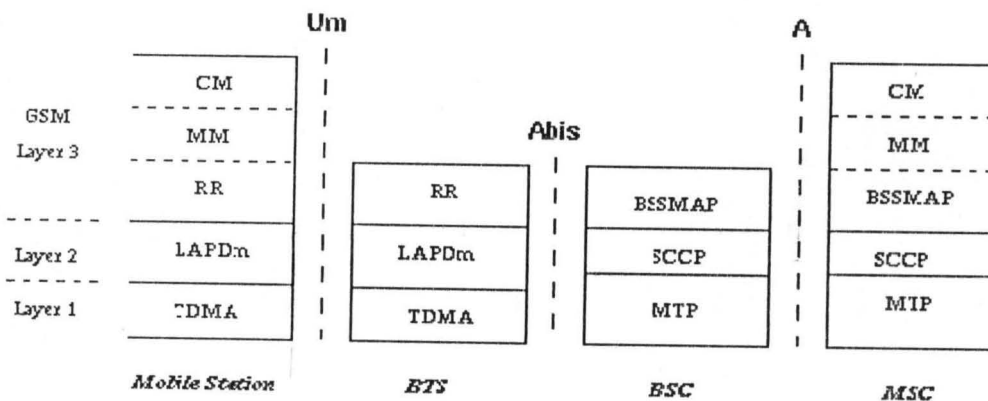 Um
A
Abis
GSM
Layer 3
Layer 2
Layer 1
CM
MM
RR
LAPDm
TDMA
Mobile Station
RR
LAPDm
TDMA
BTS
BSSMAP
SCCP
MTP
BSC
CM
MM
BSSMAP
SCCP
MTP
MSC